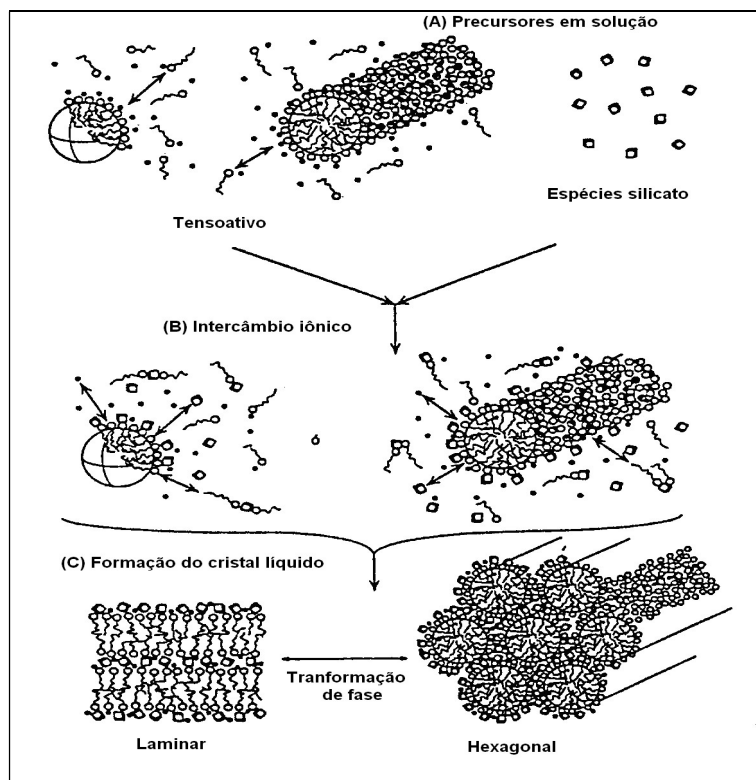 (A) Precursores em solução
Tensoativo
Espécies silicato
(B) Intercâmbio iônico
(C) Formação do cristal líquido
Tranformação
de fase
Laminar
Hexagonal